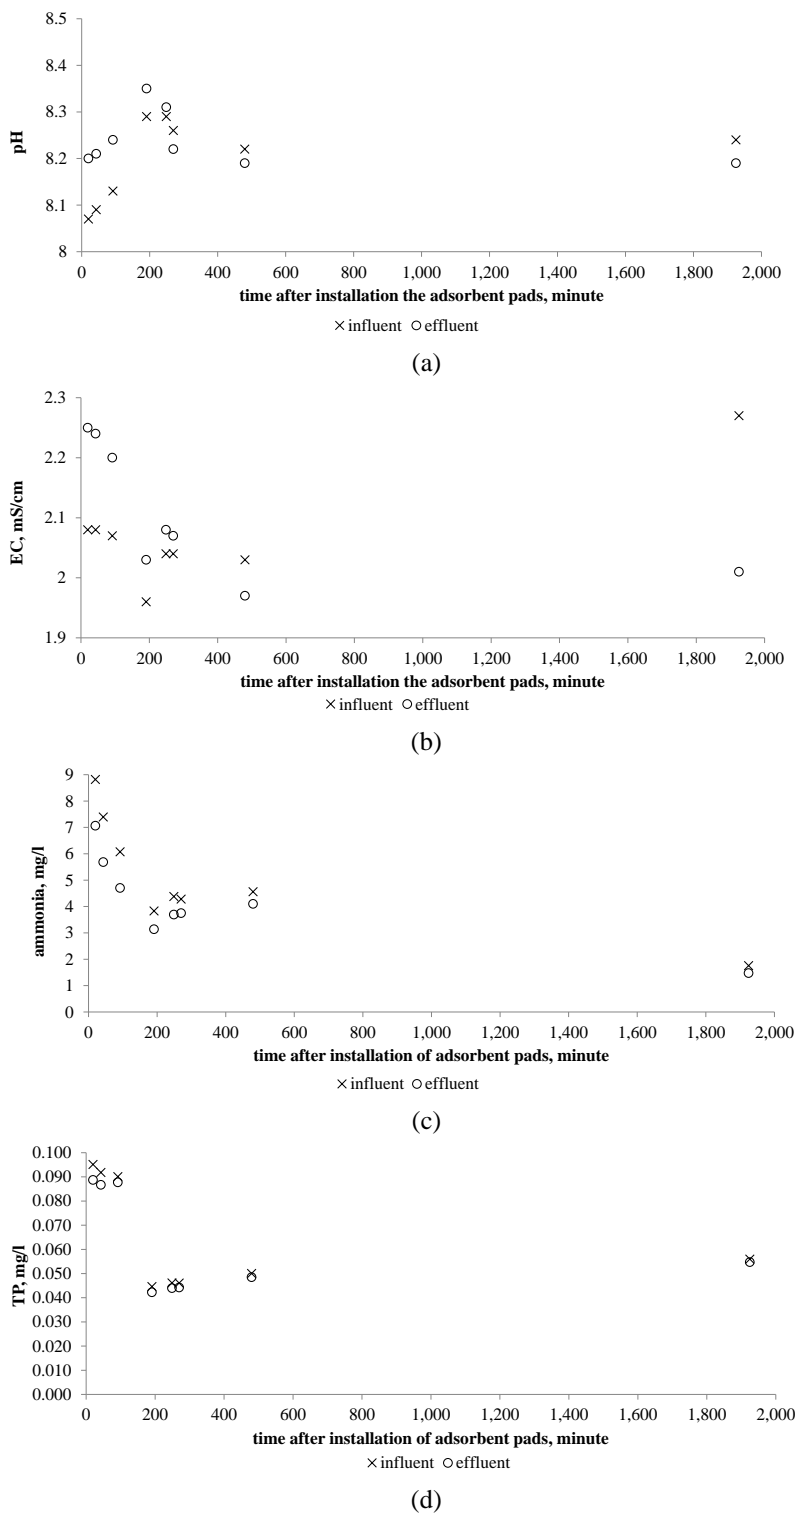 8.5
8.4
8.3
8.2
8.1
8
pH
0 200 400 600 800 1,000 1,200 1,400 1,600 1,800 2,000
time after installation the adsorbent pads, minute
× influent ○ effluent
(a)
2.3
2.2
2.1
2
1.9
EC, mS/cm
0 200 400 600 800 1,000 1,200 1,400 1,600 1,800 2,000
time after installation the adsorbent pads, minute
× influent ○ effluent
(b)
9
8
7
6
5
4
3
2
1
0
ammonia, mg/l
0 200 400 600 800 1,000 1,200 1,400 1,600 1,800 2,000
time after installation of adsorbent pads, minute
× influent ○ effluent
(c)
0.100
0.090
0.080
0.070
0.060
0.050
0.040
0.030
0.020
0.010
0.000
TP, mg/l
0 200 400 600 800 1,000 1,200 1,400 1,600 1,800 2,000
time after installation of adsorbent pads, minute
× influent ○ effluent
(d)